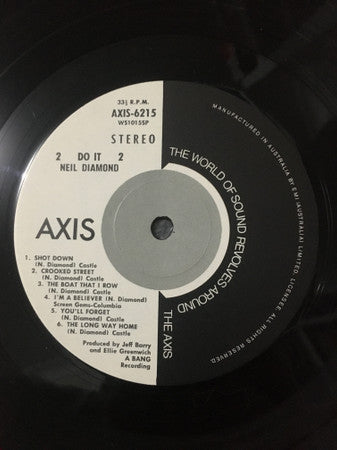 33⅓ R.P.M.
AXIS-6215
WS1015SP
STEREO
2 DO IT 2
NEIL DIAMOND
AXIS
1. SHOT DOWN
(N. Diamond) Castle
2. CROOKED STREET
(N. Diamond) Castle
3. THE BOAT THAT I ROW
(N. Diamond) Castle
4. I'M A BELIEVER (N. Diamond)
Screen Gems-Columbia
5. YOU'LL FORGET
(N. Diamond) Castle
6. THE LONG WAY HOME
(N. Diamond) Castle
Produced by Jeff Barry
and Ellie Greenwich
A BANG
Recording
THE WORLD OF SOUND REVOLVES AROUND THE AXIS
MANUFACTURED IN AUSTRALIA BY EMI (AUSTRALIA) LIMITED. LICENSEE ALL RIGHTS RESERVED.